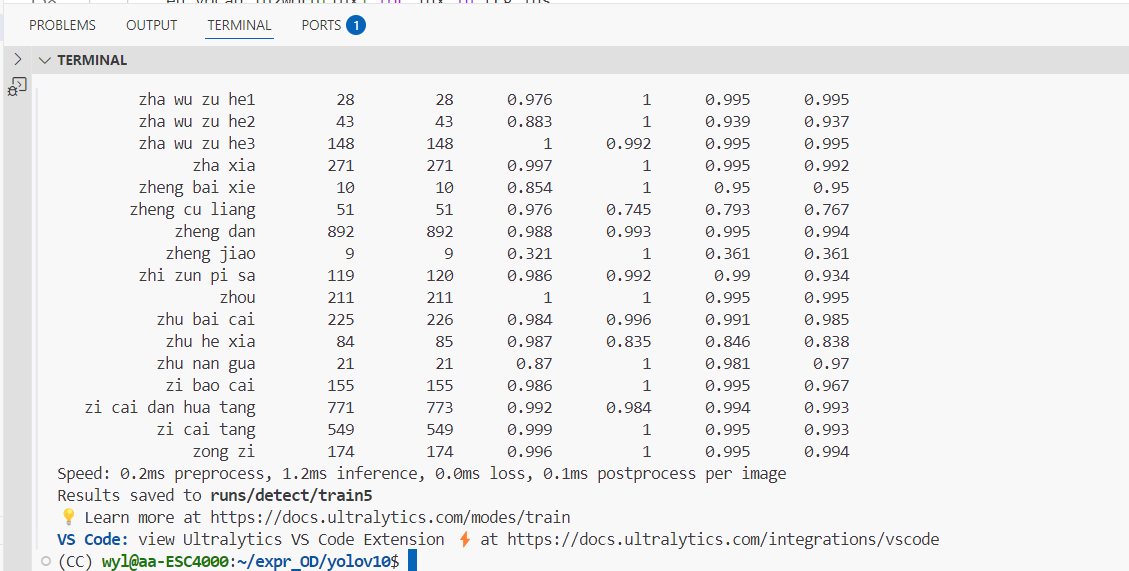 PROBLEMS OUTPUT TERMINAL PORTS 1
TERMINAL
zha wu zu he1 28 28 0.976 1 0.995 0.995
zha wu zu he2 43 43 0.883 1 0.939 0.937
zha wu zu he3 148 148 1 0.992 0.995 0.995
zha xia 271 271 0.997 1 0.995 0.992
zheng bai xie 10 10 0.854 1 0.95 0.95
zheng cu liang 51 51 0.976 0.745 0.793 0.767
zheng dan 892 892 0.988 0.993 0.995 0.994
zheng jiao 9 9 0.321 1 0.361 0.361
zhi zun pi sa 119 120 0.986 0.992 0.99 0.934
zhou 211 211 1 1 0.995 0.995
zhu bai cai 225 226 0.984 0.996 0.991 0.985
zhu he xia 84 85 0.987 0.835 0.846 0.838
zhu nan gua 21 21 0.87 1 0.981 0.97
zi bao cai 155 155 0.986 1 0.995 0.967
zi cai dan hua tang 771 773 0.992 0.984 0.994 0.993
zi cai tang 549 549 0.999 1 0.995 0.993
zong zi 174 174 0.996 1 0.995 0.994
Speed: 0.2ms preprocess, 1.2ms inference, 0.0ms loss, 0.1ms postprocess per image
Results saved to runs/detect/train5
💡 Learn more at https://docs.ultralytics.com/modes/train
VS Code: view Ultralytics VS Code Extension ⚡ at https://docs.ultralytics.com/integrations/vscode
(CC) wyl@aa-ESC4000:~/expr_OD/yolov10$